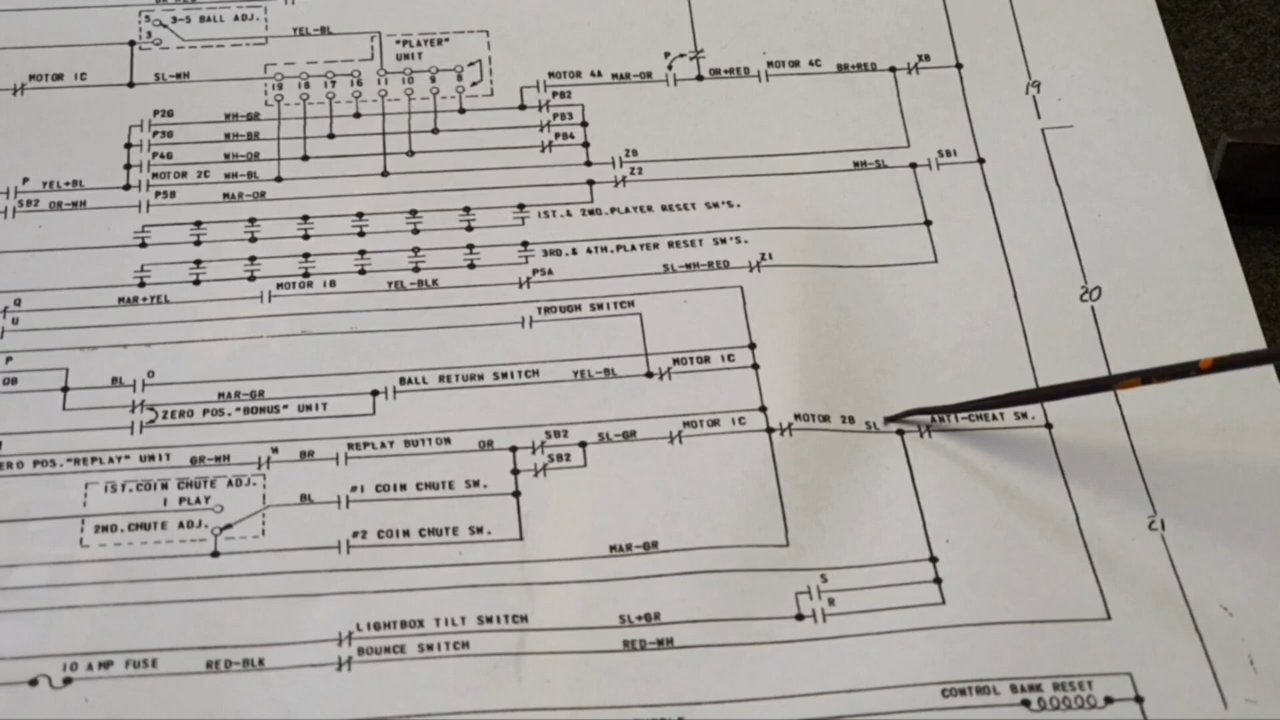 5
3
3-5 BALL ADJ.
YEL-BL
"PLAYER"
UNIT
MOTOR 1C
SL-WH
19 18 17 16 11 10 9 8
MOTOR 4A
MAR-OR
P
OR+RED
MOTOR 4C
BR+RED
XB
19
P2G
WH-GR
PB2
P3G
WH-BR
PB3
P4G
WH-OR
PB4
MOTOR 2C
WH-BL
ZB
P
YEL+BL
Z2
WH-SL
SB1
SB2
OR-WH
P5B
MAR-OR
1ST.& 2ND.PLAYER RESET SW'S.
3RD.& 4TH.PLAYER RESET SW'S.
MAR+YEL
MOTOR 1B
YEL-BLK
P5A
SL-WH-RED
Z1
Q
U
20
TROUGH SWITCH
P
QB
BL
O
BALL RETURN SWITCH
YEL-BL
MOTOR 1C
MAR-GR
ZERO POS."BONUS" UNIT
MOTOR 2B
SL
ANTI-CHEAT SW.
ERO POS."REPLAY" UNIT
GR-WH
W
BR
REPLAY BUTTON
OR
SB2
SL-GR
MOTOR 1C
SB2
1ST.COIN CHUTE ADJ.
1 PLAY
BL
#1 COIN CHUTE SW.
2ND.CHUTE ADJ.
#2 COIN CHUTE SW.
21
MAR-GR
S
R
LIGHTBOX TILT SWITCH
SL+GR
10 AMP FUSE
RED-BLK
BOUNCE SWITCH
RED-WH
CONTROL BANK RESET